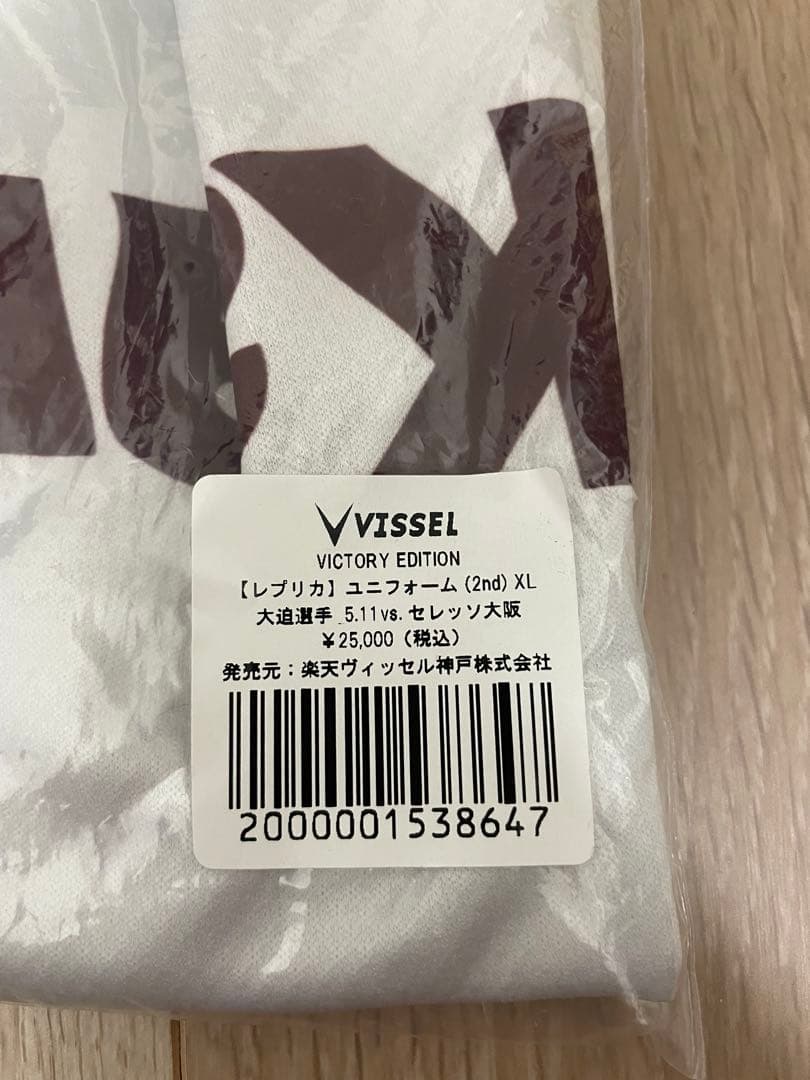 VISSEL
VICTORY EDITION
【レプリカ】ユニフォーム(2nd) XL
大迫選手_5.11vs.セレッソ大阪
￥25,000（税込）
発売元：楽天ヴィッセル神戸株式会社
2000001538647